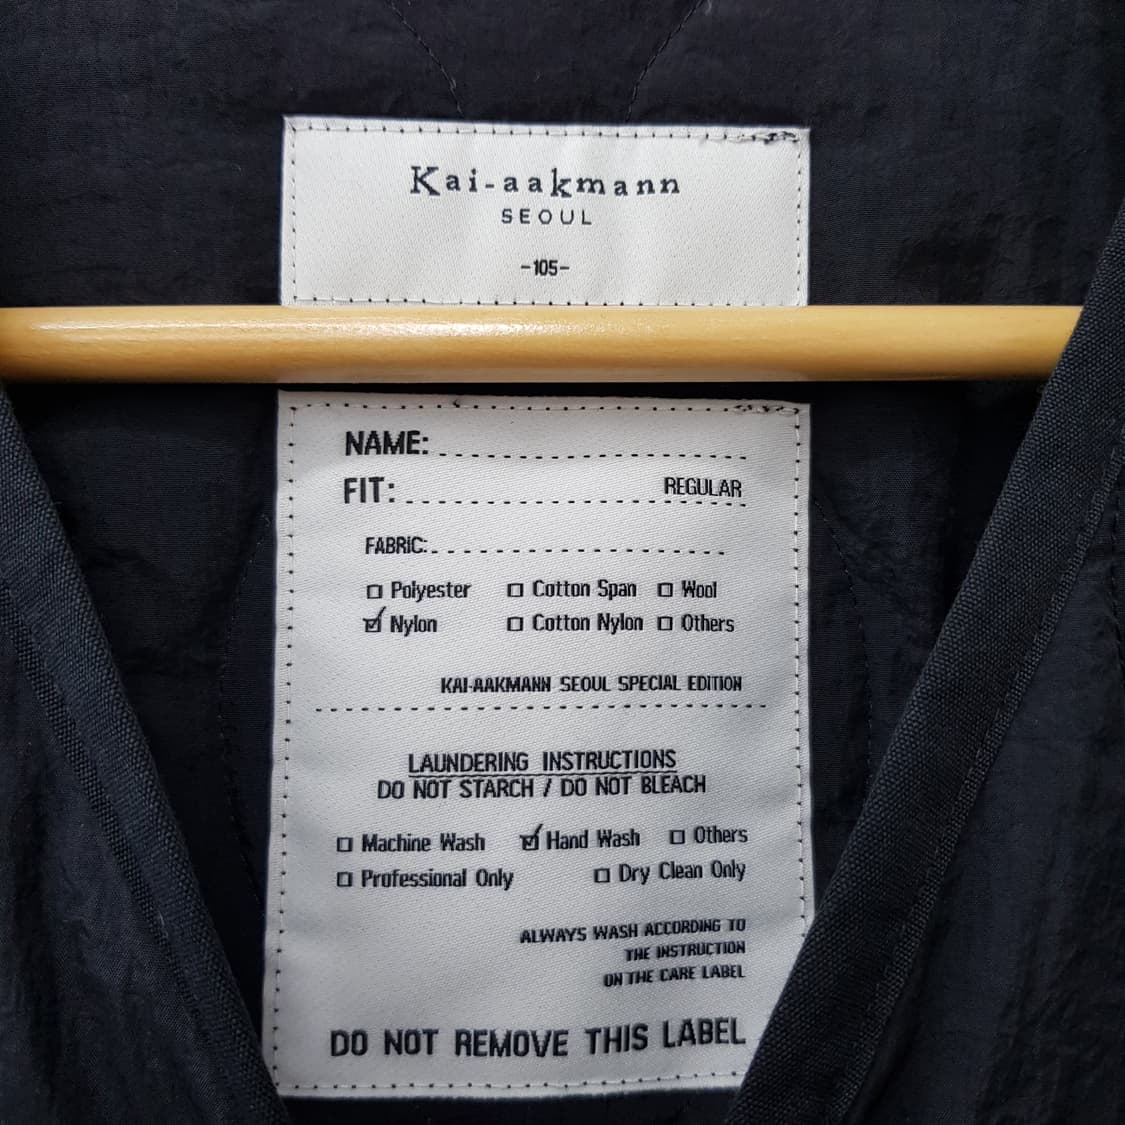 Kai-aakmann
SEOUL
-105-
NAME:
FIT: REGULAR
FABRIC:
Polyester Cotton Span Wool
Nylon Cotton Nylon Others
KAI-AAKMANN SEOUL SPECIAL EDITION
LAUNDERING INSTRUCTIONS
DO NOT STARCH / DO NOT BLEACH
Machine Wash Hand Wash Others
Professional Only Dry Clean Only
ALWAYS WASH ACCORDING TO
THE INSTRUCTION
ON THE CARE LABEL
DO NOT REMOVE THIS LABEL